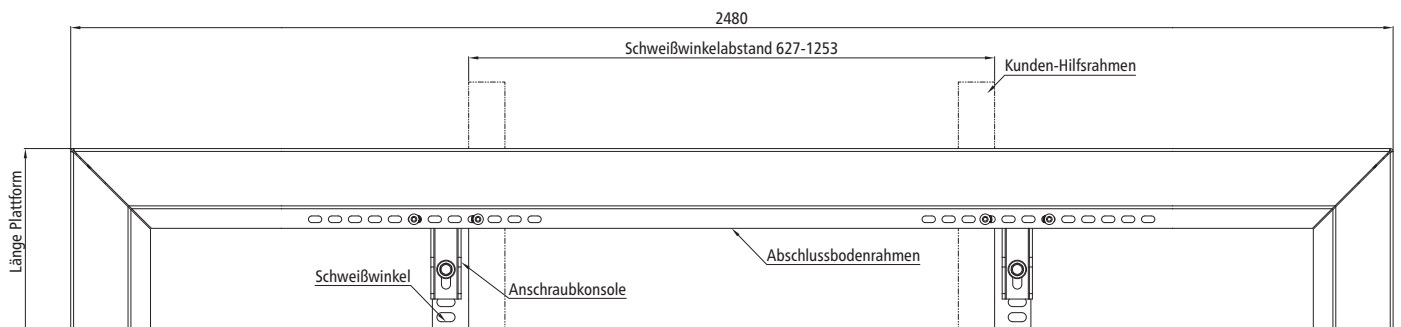 2480
Schweißwinkelabstand 627-1253
Kunden-Hilfsrahmen
Länge Plattform
Abschlussbodenrahmen
Schweißwinkel
Anschraubkonsole